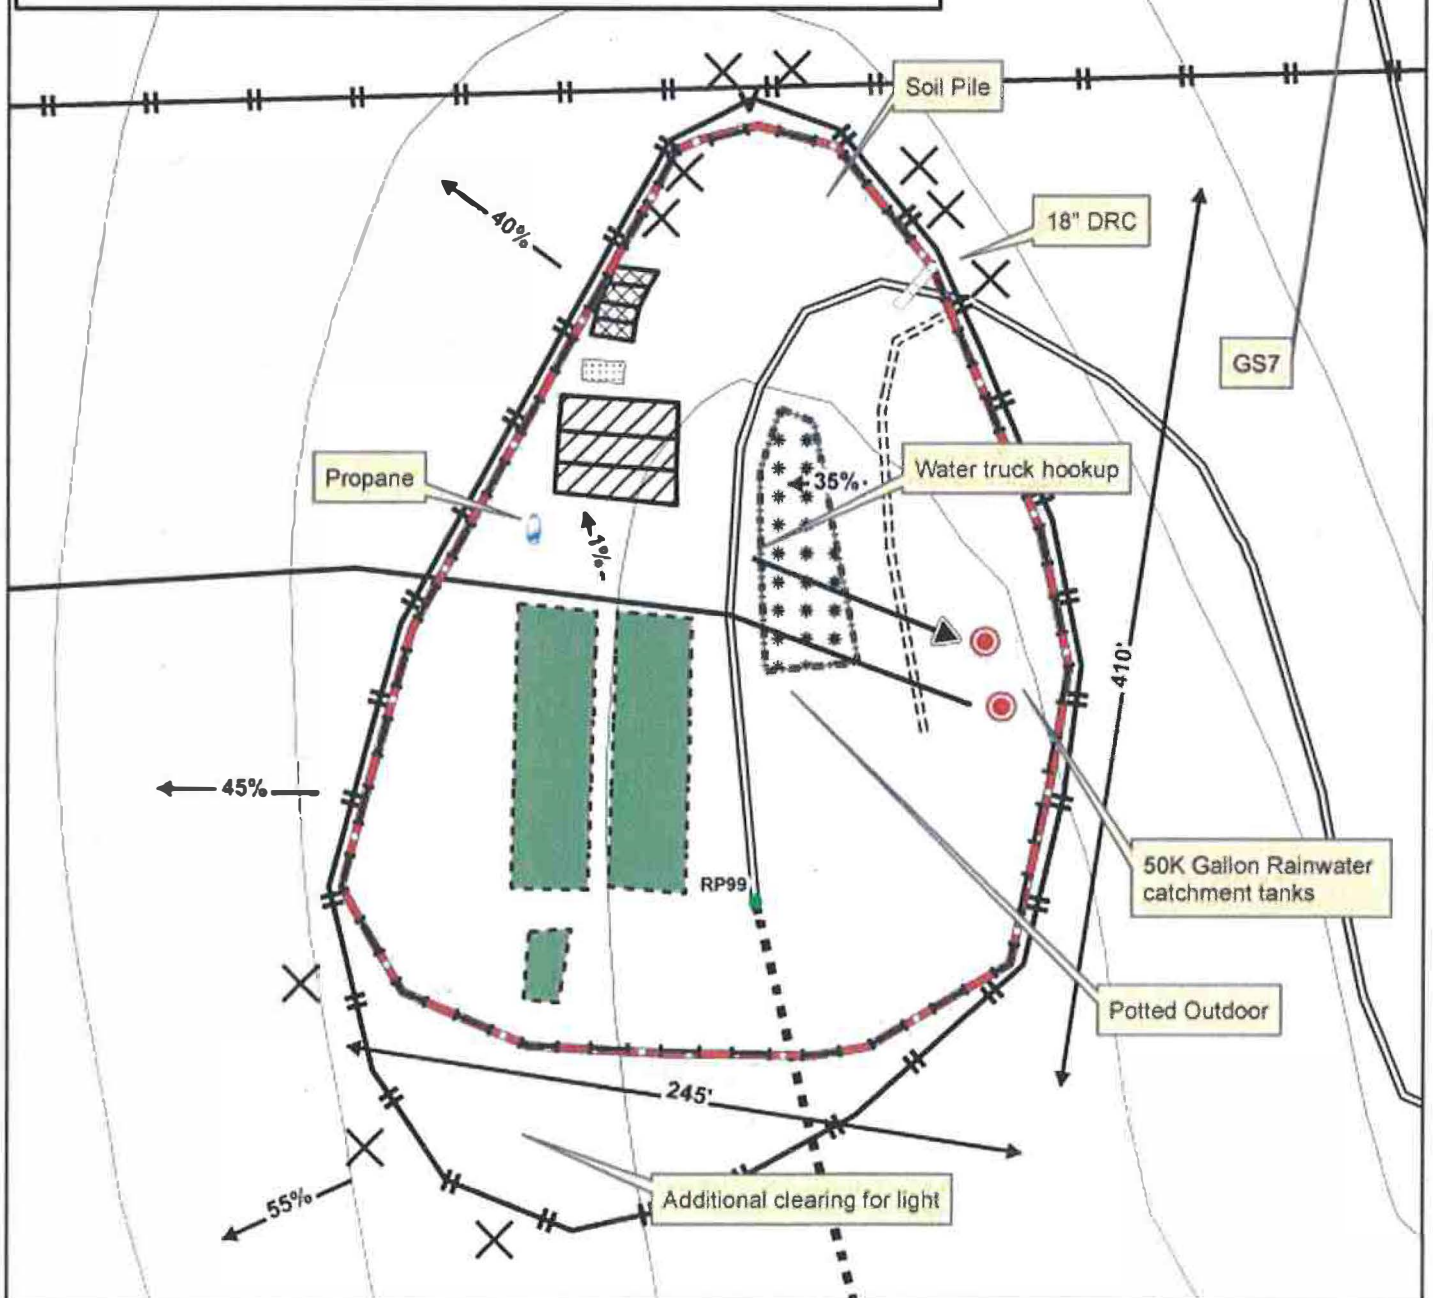 Soil Pile
40%
18" DRC
GS7
Propane
Water truck hookup
35%
1%
410'
45%
RP99
50K Gallon Rainwater
catchment tanks
Potted Outdoor
245'
Additional clearing for light
55%